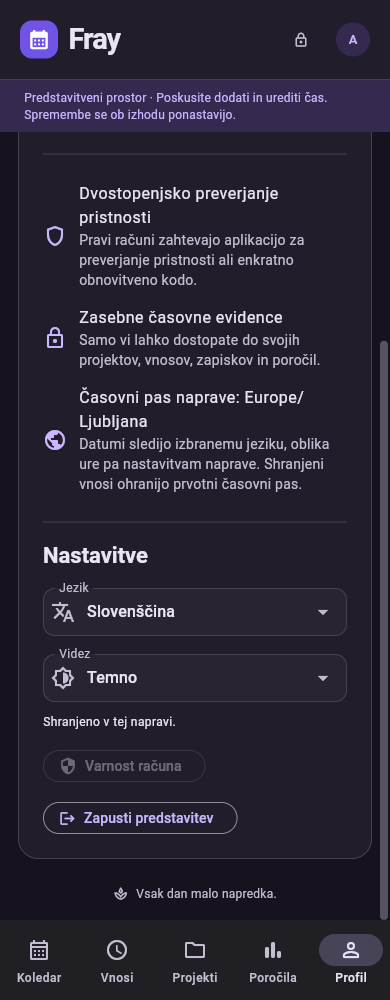 Fray
A
Predstavitveni prostor · Poskusite dodati in urediti čas.
Spremembe se ob izhodu ponastavijo.
Dvostopenjsko preverjanje
pristnosti
Pravi računi zahtevajo aplikacijo za
preverjanje pristnosti ali enkratno
obnovitveno kodo.
Zasebne časovne evidence
Samo vi lahko dostopate do svojih
projektov, vnosov, zapiskov in poročil.
Časovni pas naprave: Europe/
Ljubljana
Datumi sledijo izbranemu jeziku, oblika
ure pa nastavitvam naprave. Shranjeni
vnosi ohranijo prvotni časovni pas.
Nastavitve
Jezik
Slovenščina
Videz
Temno
Shranjeno v tej napravi.
Varnost računa
Zapusti predstavitev
Vsak dan malo napredka.
Koledar Vnosi Projekti Poročila Profil